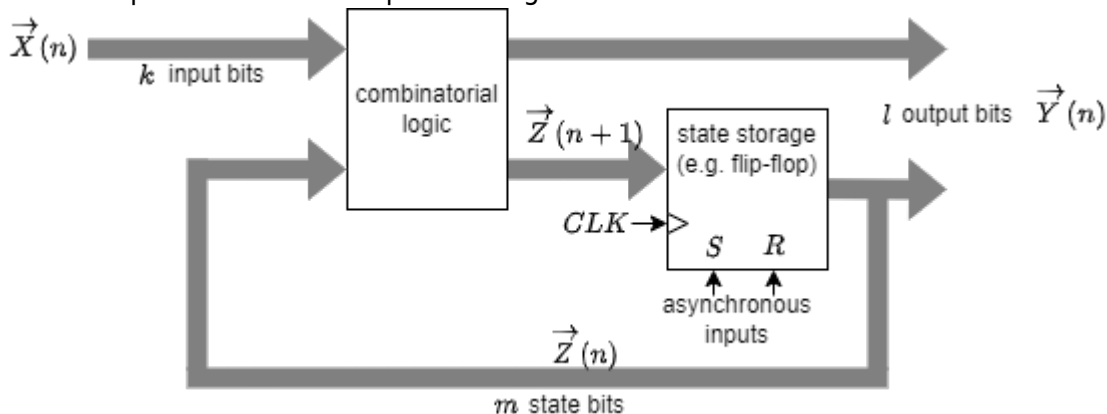 X(n)
k input bits
combinatorial
logic
Z(n+1)
state storage
(e.g. flip-flop)
l output bits Y(n)
CLK
S R
asynchronous
inputs
Z(n)
m state bits